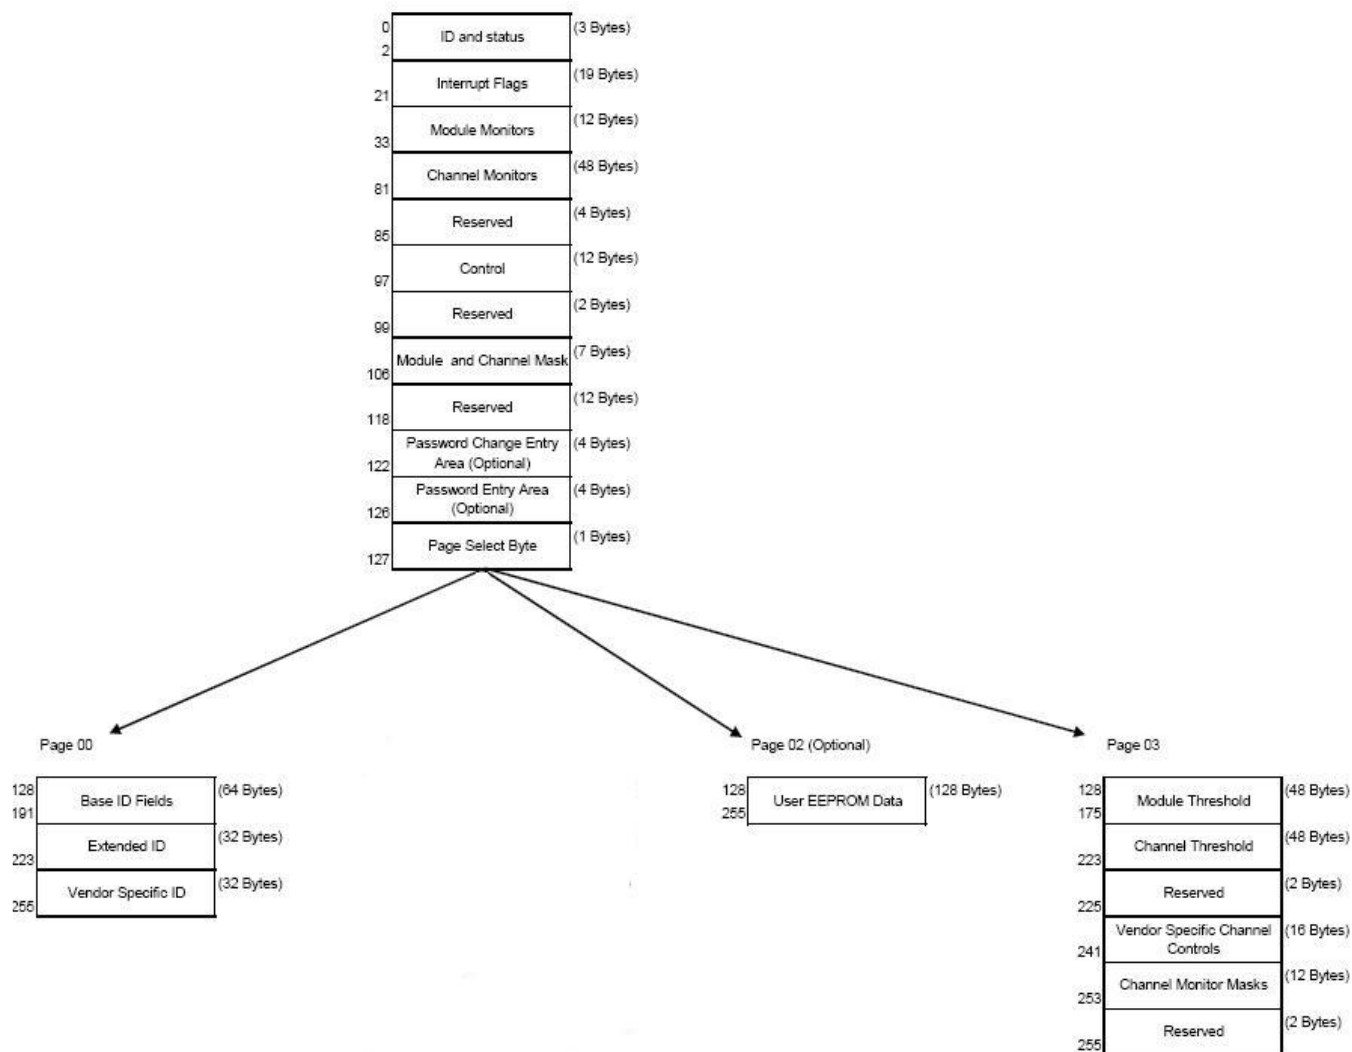 0
ID and status
(3 Bytes)
2
Interrupt Flags
(19 Bytes)
21
Module Monitors
(12 Bytes)
33
Channel Monitors
(48 Bytes)
81
Reserved
(4 Bytes)
85
Control
(12 Bytes)
97
Reserved
(2 Bytes)
99
Module and Channel Mask
(7 Bytes)
106
Reserved
(12 Bytes)
118
Password Change Entry
Area (Optional)
(4 Bytes)
122
Password Entry Area
(Optional)
(4 Bytes)
126
Page Select Byte
(1 Bytes)
127
Page 00
128
Base ID Fields
(64 Bytes)
191
Extended ID
(32 Bytes)
223
Vendor Specific ID
(32 Bytes)
255
Page 02 (Optional)
128
User EEPROM Data
(128 Bytes)
255
Page 03
128
Module Threshold
(48 Bytes)
175
Channel Threshold
(48 Bytes)
223
Reserved
(2 Bytes)
225
Vendor Specific Channel
Controls
(16 Bytes)
241
Channel Monitor Masks
(12 Bytes)
253
Reserved
(2 Bytes)
255